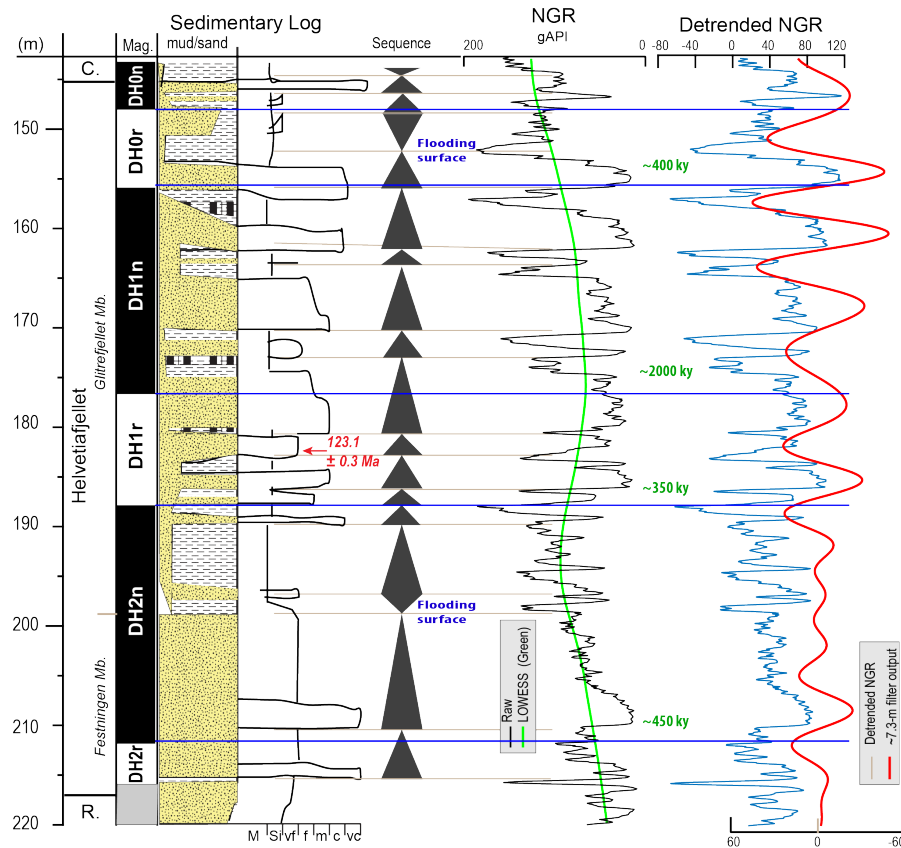 Sedimentary Log
NGR
Detrended NGR
(m)
Mag.
mud/sand
Sequence
200
gAPI
0
-80
-40
0
40
80
120
C.
DH0n
150
DH0r
Flooding
surface
~400 ky
160
DH1n
Glitrefjellet Mb.
170
~2000 ky
180
Helvetiafjellet
DH1r
123.1
± 0.3 Ma
~350 ky
190
DH2n
200
Flooding
surface
Raw
LOWESS (Green)
Detrended NGR
~7.3-m filter output
Festningen Mb.
210
~450 ky
DH2r
R.
220
M
Si
vf
f
m
c
vc
60
0
-60